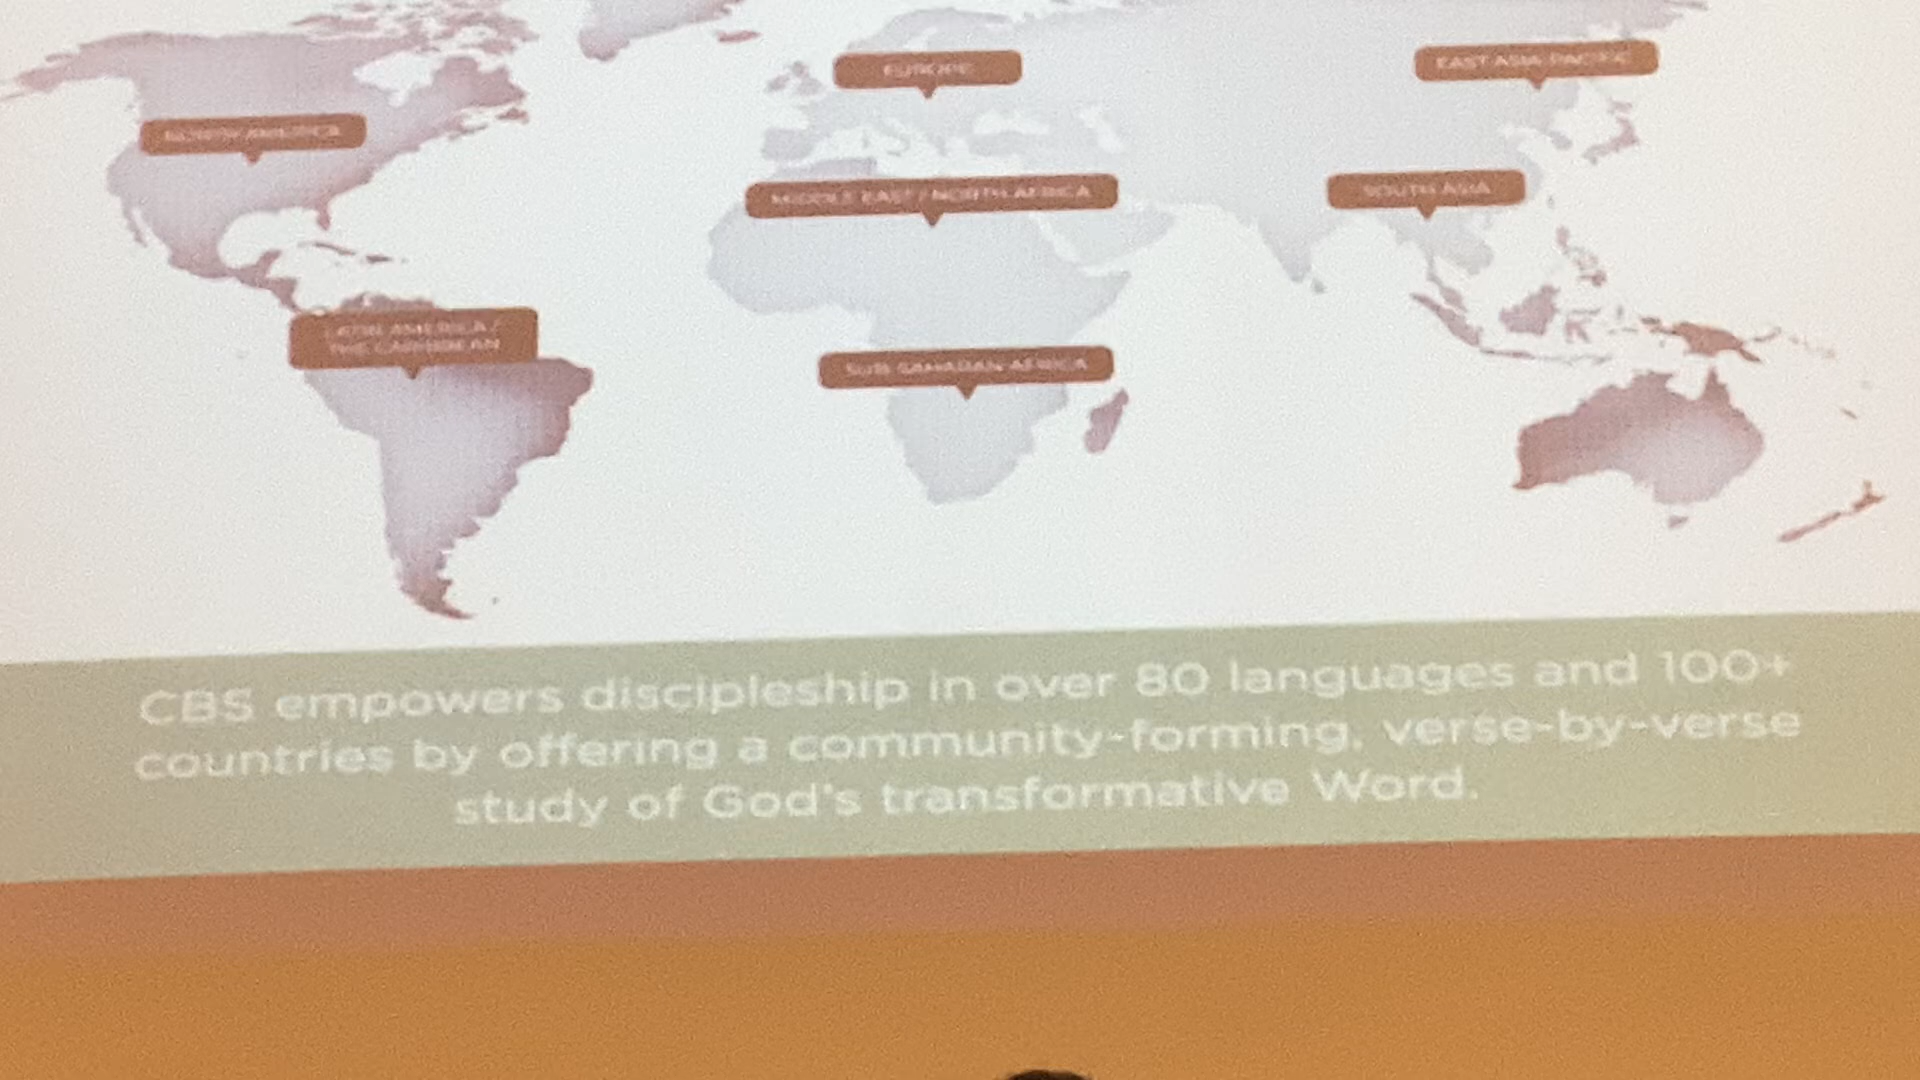 EUROPE
EAST ASIA PACIFIC
NORTH AMERICA
MIDDLE EAST / NORTH AFRICA
SOUTH ASIA
LATIN AMERICA /
THE CARIBBEAN
SUB-SAHARAN AFRICA
CBS empowers discipleship in over 80 languages and 100+
countries by offering a community-forming, verse-by-verse
study of God's transformative Word.